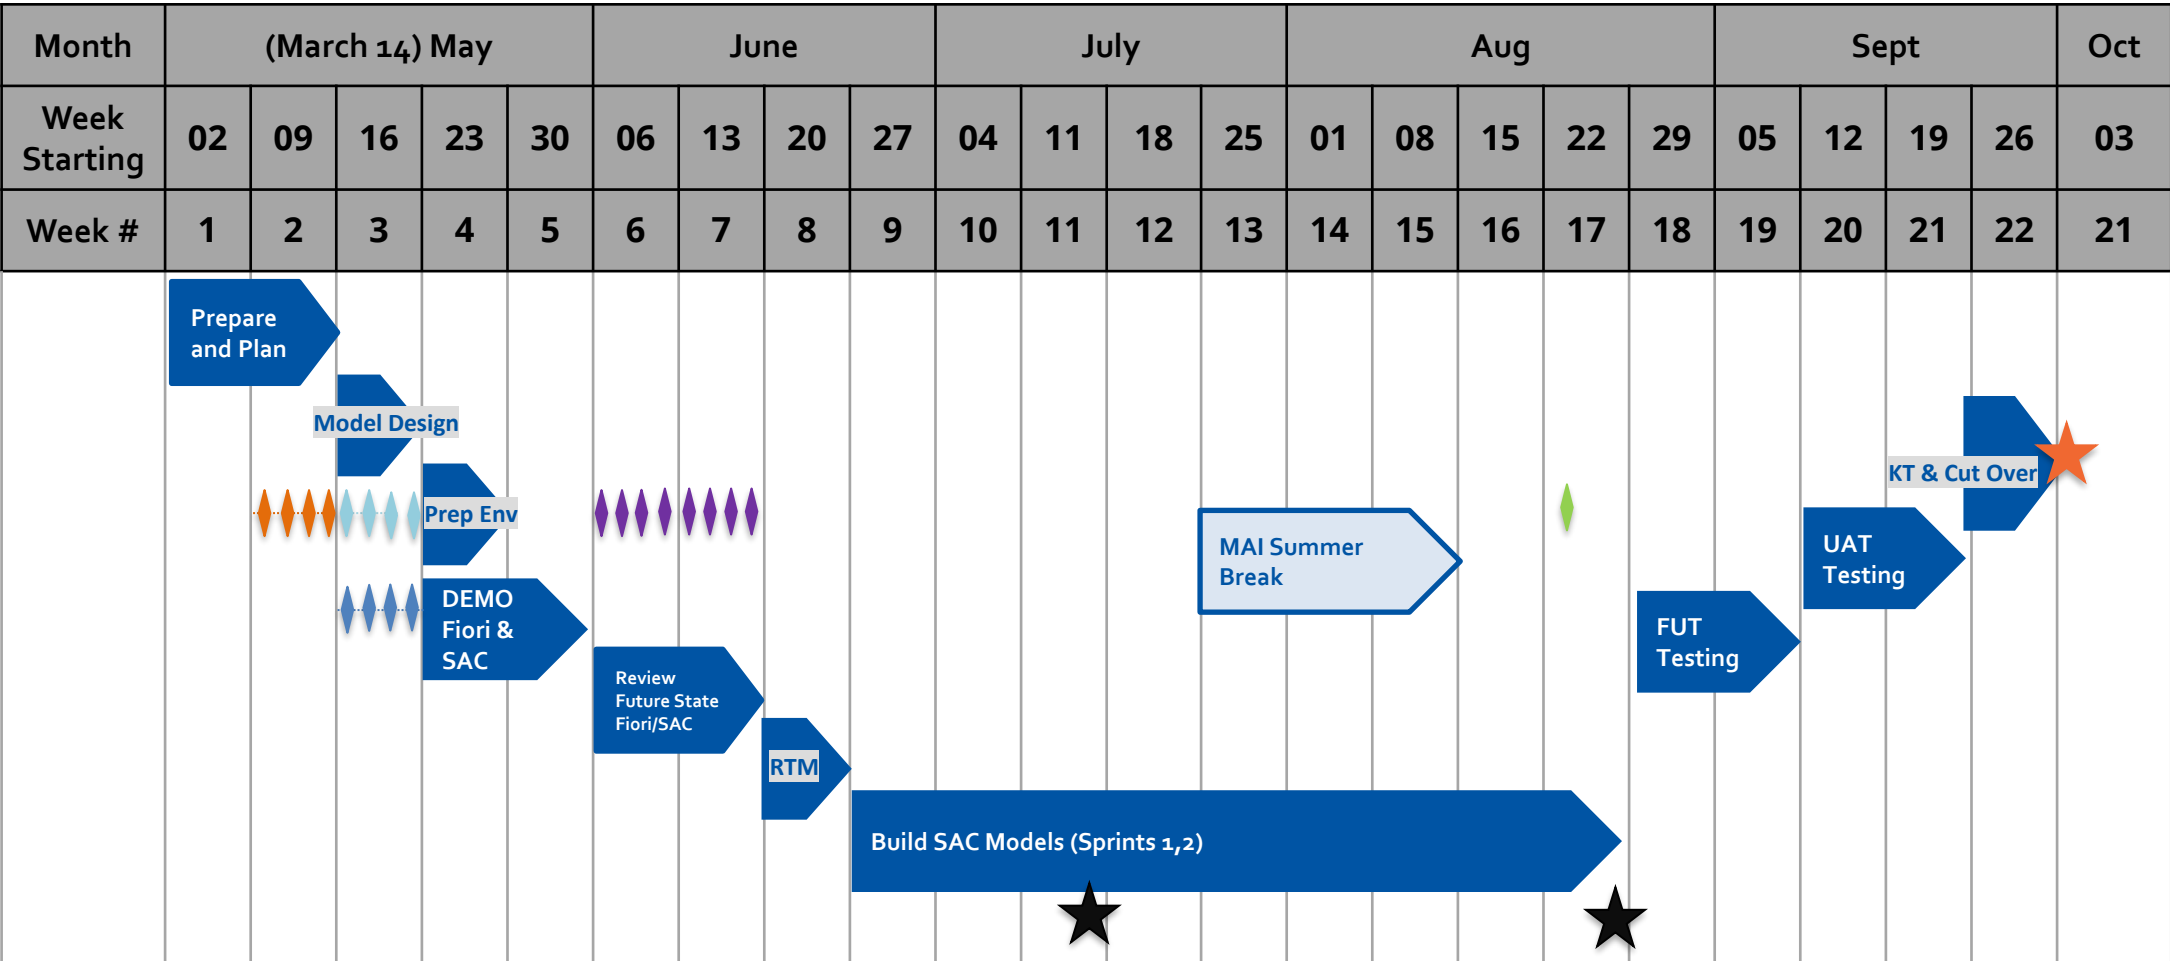 Month (March 14) May June July Aug Sept Oct
Week
Starting
02 09 16 23 30 06 13 20 27 04 11 18 25 01 08 15 22 29 05 12 19 26 03
Week # 1 2 3 4 5 6 7 8 9 10 11 12 13 14 15 16 17 18 19 20 21 22 21
Prepare
and Plan
Model Design
Prep Env
DEMO
Fiori &
SAC
Review
Future State
Fiori/SAC
RTM
Build SAC Models (Sprints 1,2)
MAI Summer
Break
FUT
Testing
UAT
Testing
KT & Cut Over